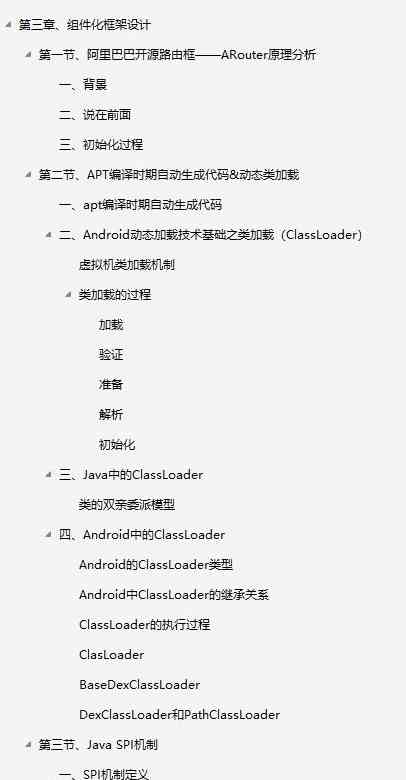 第三章、组件化框架设计
第一节、阿里巴巴开源路由框——ARouter原理分析
一、背景
二、说在前面
三、初始化过程
第二节、APT编译时期自动生成代码&动态类加载
一、apt编译时期自动生成代码
二、Android动态加载技术基础之类加载（ClassLoader）
虚拟机类加载机制
类加载的过程
加载
验证
准备
解析
初始化
三、Java中的ClassLoader
类的双亲委派模型
四、Android中的ClassLoader
Android的ClassLoader类型
Android中ClassLoader的继承关系
ClassLoader的执行过程
ClasLoader
BaseDexClassLoader
DexClassLoader和PathClassLoader
第三节、Java SPI机制
一、SPI机制定义